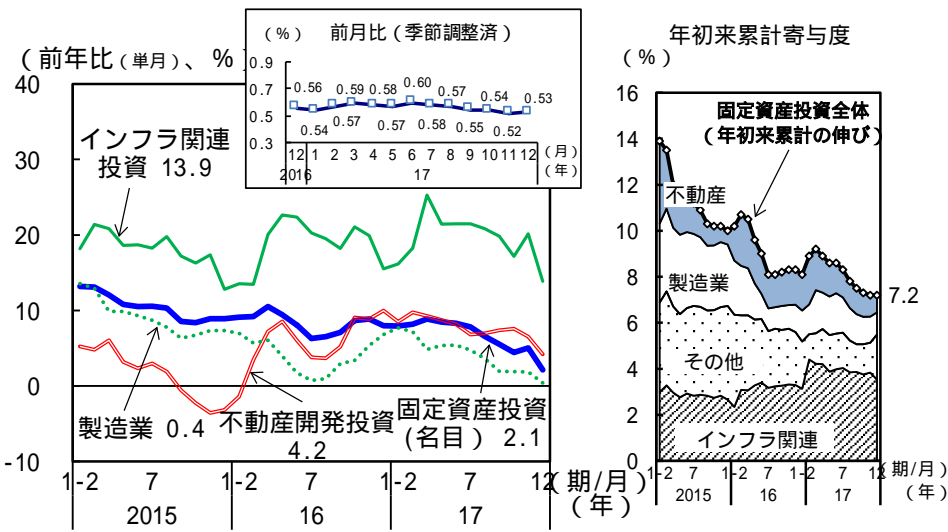 （前年比（単月）、％）
40
30
20
10
0
-10
インフラ関連
投資 13.9
製造業 0.4
不動産開発投資
4.2
固定資産投資
（名目） 2.1
1-2 7 1-2 7 1-2 7 12
（期/月）
（年）
2015 16 17
（％） 前月比（季節調整済）
0.9
0.7
0.5
0.3
0.56 0.59 0.58 0.60 0.57 0.54 0.53
0.54 0.57 0.57 0.58 0.55 0.52
12 1 2 3 4 5 6 7 8 9 10 11 12 （月）
2016 17 （年）
年初来累計寄与度
（％）
16
14
12
10
8
6
4
2
0
固定資産投資全体
（年初来累計の伸び）
不動産
製造業
その他
インフラ関連
7.2
1-2 7 1-2 7 1-2 7 12
（期/月）
（年）
2015 16 17